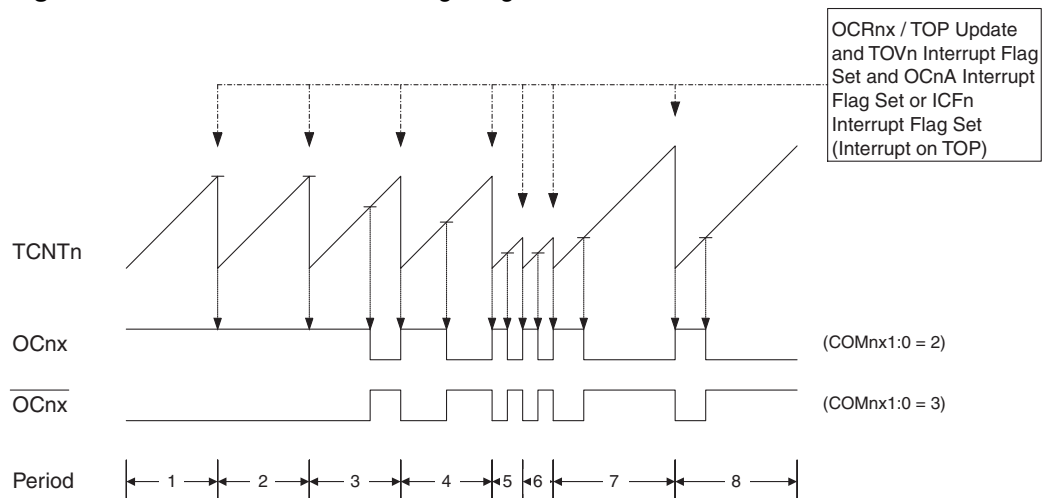 OCRnx / TOP Update
and TOVn Interrupt Flag
Set and OCnA Interrupt
Flag Set or ICFn
Interrupt Flag Set
(Interrupt on TOP)
TCNTn
OCnx (COMnx1:0 = 2)
OCnx (COMnx1:0 = 3)
Period 1 2 3 4 5 6 7 8